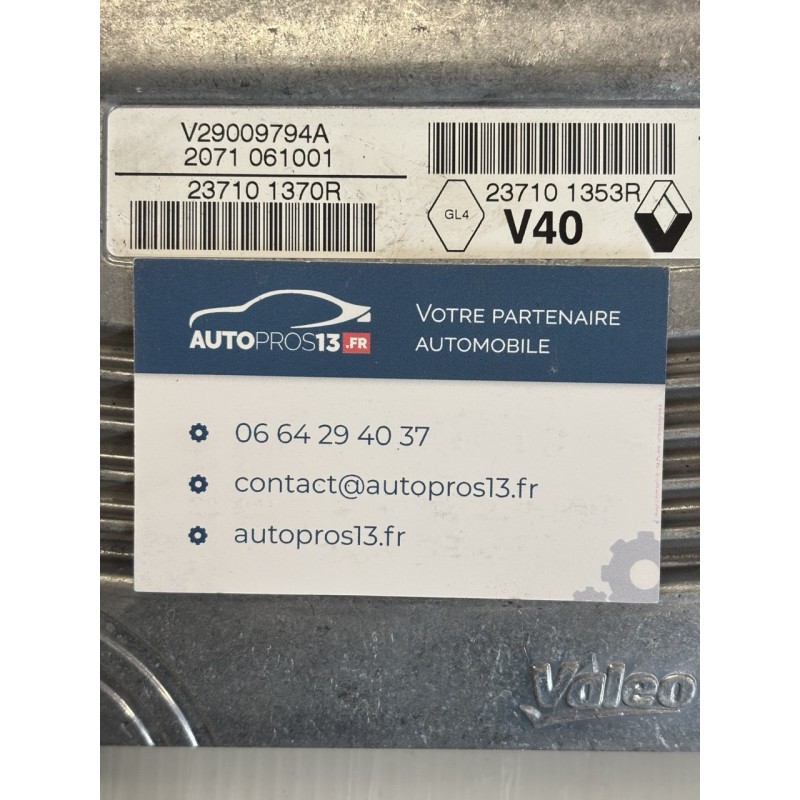 V29009794A
2071 061001
23710 1370R
23710 1353R
GL4
V40
AUTOPROS13.FR
VOTRE PARTENAIRE
AUTOMOBILE
06 64 29 40 37
contact@autopros13.fr
autopros13.fr
Valeo